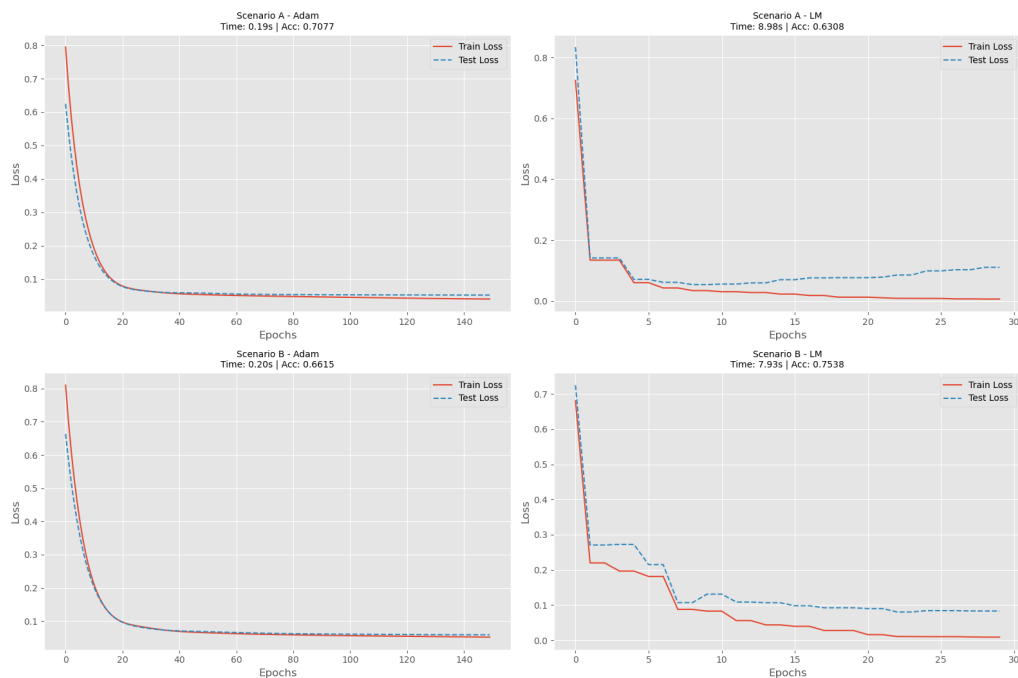 Scenario A - Adam
Time: 0.19s | Acc: 0.7077
0.8
0.7
0.6
0.5
0.4
0.3
0.2
0.1
Loss
Train Loss
Test Loss
0 20 40 60 80 100 120 140
Epochs
Scenario A - LM
Time: 8.98s | Acc: 0.6308
0.8
0.6
0.4
0.2
0.0
Loss
Train Loss
Test Loss
0 5 10 15 20 25 30
Epochs
Scenario B - Adam
Time: 0.20s | Acc: 0.6615
0.8
0.7
0.6
0.5
0.4
0.3
0.2
0.1
Loss
Train Loss
Test Loss
0 20 40 60 80 100 120 140
Epochs
Scenario B - LM
Time: 7.93s | Acc: 0.7538
0.7
0.6
0.5
0.4
0.3
0.2
0.1
0.0
Loss
Train Loss
Test Loss
0 5 10 15 20 25 30
Epochs